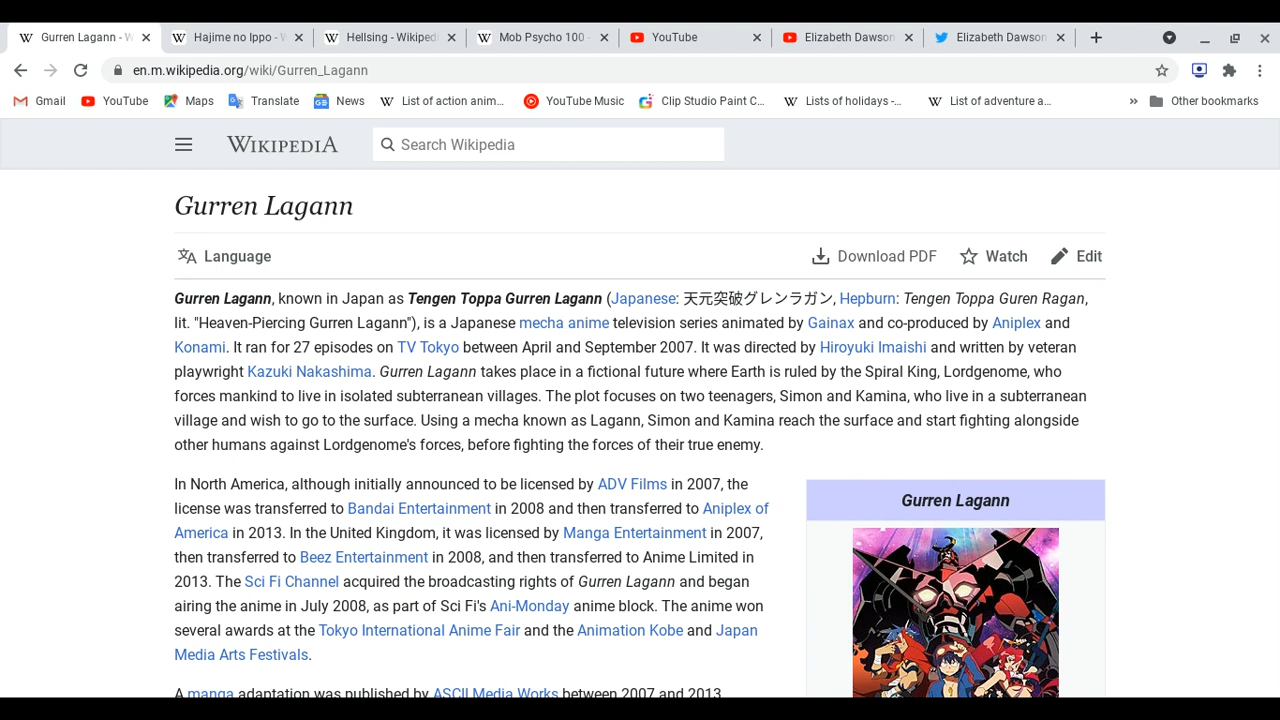 Gurren Lagann - W
Hajime no Ippo - W
Hellsing - Wikiped
Mob Psycho 100 -
YouTube
Elizabeth Dawson
Elizabeth Dawson
en.m.wikipedia.org/wiki/Gurren_Lagann
Gmail
YouTube
Maps
Translate
News
List of action anim...
YouTube Music
Clip Studio Paint C...
Lists of holidays -...
List of adventure a...
»
Other bookmarks
WIKIPEDIA
Search Wikipedia
Gurren Lagann
Language
Download PDF
Watch
Edit
Gurren Lagann, known in Japan as Tengen Toppa Gurren Lagann (Japanese: 天元突破グレンラガン, Hepburn: Tengen Toppa Guren Ragan,
lit. "Heaven-Piercing Gurren Lagann"), is a Japanese mecha anime television series animated by Gainax and co-produced by Aniplex and
Konami. It ran for 27 episodes on TV Tokyo between April and September 2007. It was directed by Hiroyuki Imaishi and written by veteran
playwright Kazuki Nakashima. Gurren Lagann takes place in a fictional future where Earth is ruled by the Spiral King, Lordgenome, who
forces mankind to live in isolated subterranean villages. The plot focuses on two teenagers, Simon and Kamina, who live in a subterranean
village and wish to go to the surface. Using a mecha known as Lagann, Simon and Kamina reach the surface and start fighting alongside
other humans against Lordgenome's forces, before fighting the forces of their true enemy.
In North America, although initially announced to be licensed by ADV Films in 2007, the
license was transferred to Bandai Entertainment in 2008 and then transferred to Aniplex of
America in 2013. In the United Kingdom, it was licensed by Manga Entertainment in 2007,
then transferred to Beez Entertainment in 2008, and then transferred to Anime Limited in
2013. The Sci Fi Channel acquired the broadcasting rights of Gurren Lagann and began
airing the anime in July 2008, as part of Sci Fi's Ani-Monday anime block. The anime won
several awards at the Tokyo International Anime Fair and the Animation Kobe and Japan
Media Arts Festivals.
A manga adaptation was published by ASCII Media Works between 2007 and 2013.
Gurren Lagann